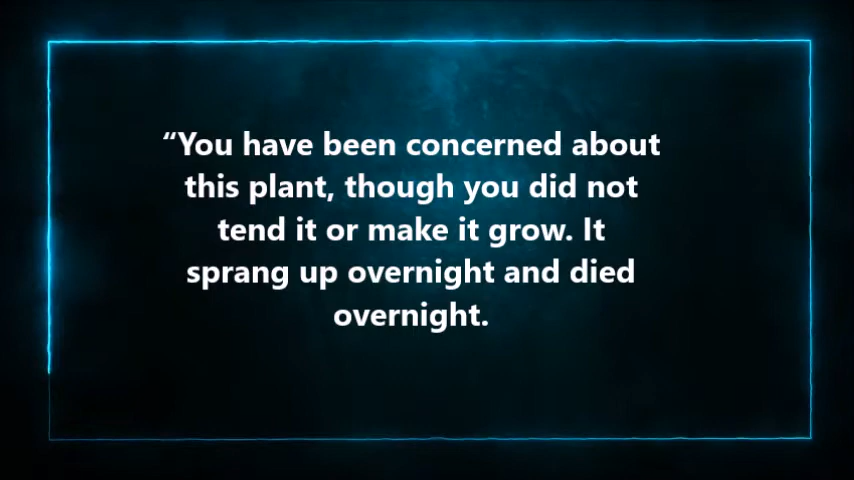 “You have been concerned about
this plant, though you did not
tend it or make it grow. It
sprang up overnight and died
overnight.